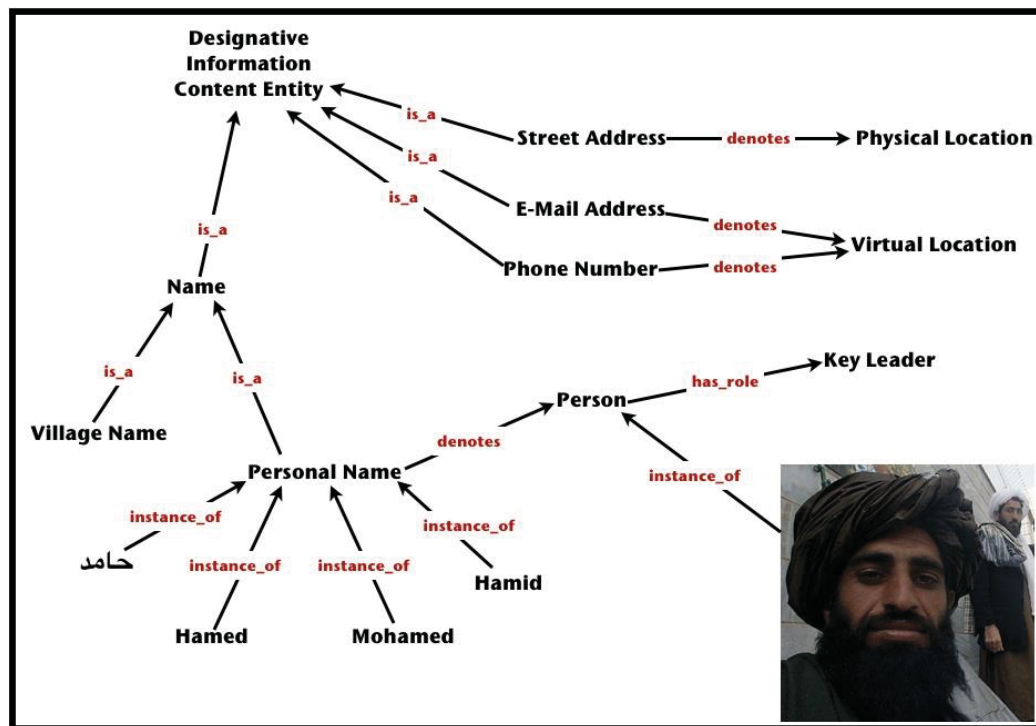 Designative
Information
Content Entity
is_a
Street Address
denotes
Physical Location
is_a
E-Mail Address
denotes
is_a
Virtual Location
Phone Number
denotes
is_a
Name
is_a
is_a
Key Leader
has_role
Person
Village Name
denotes
Personal Name
instance_of
instance_of
instance_of
حامد
instance_of
instance_of
Hamid
Hamed
Mohamed